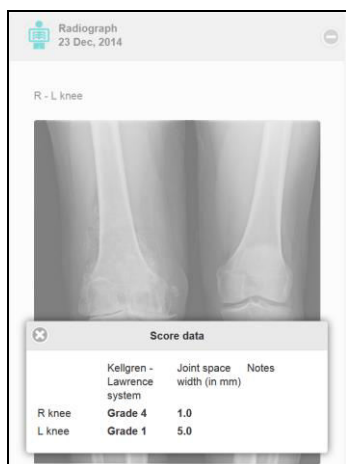 Radiograph
23 Dec, 2014
R - L knee
Score data
Kellgren - Lawrence system Joint space width (in mm) Notes
R knee Grade 4 1.0
L knee Grade 1 5.0